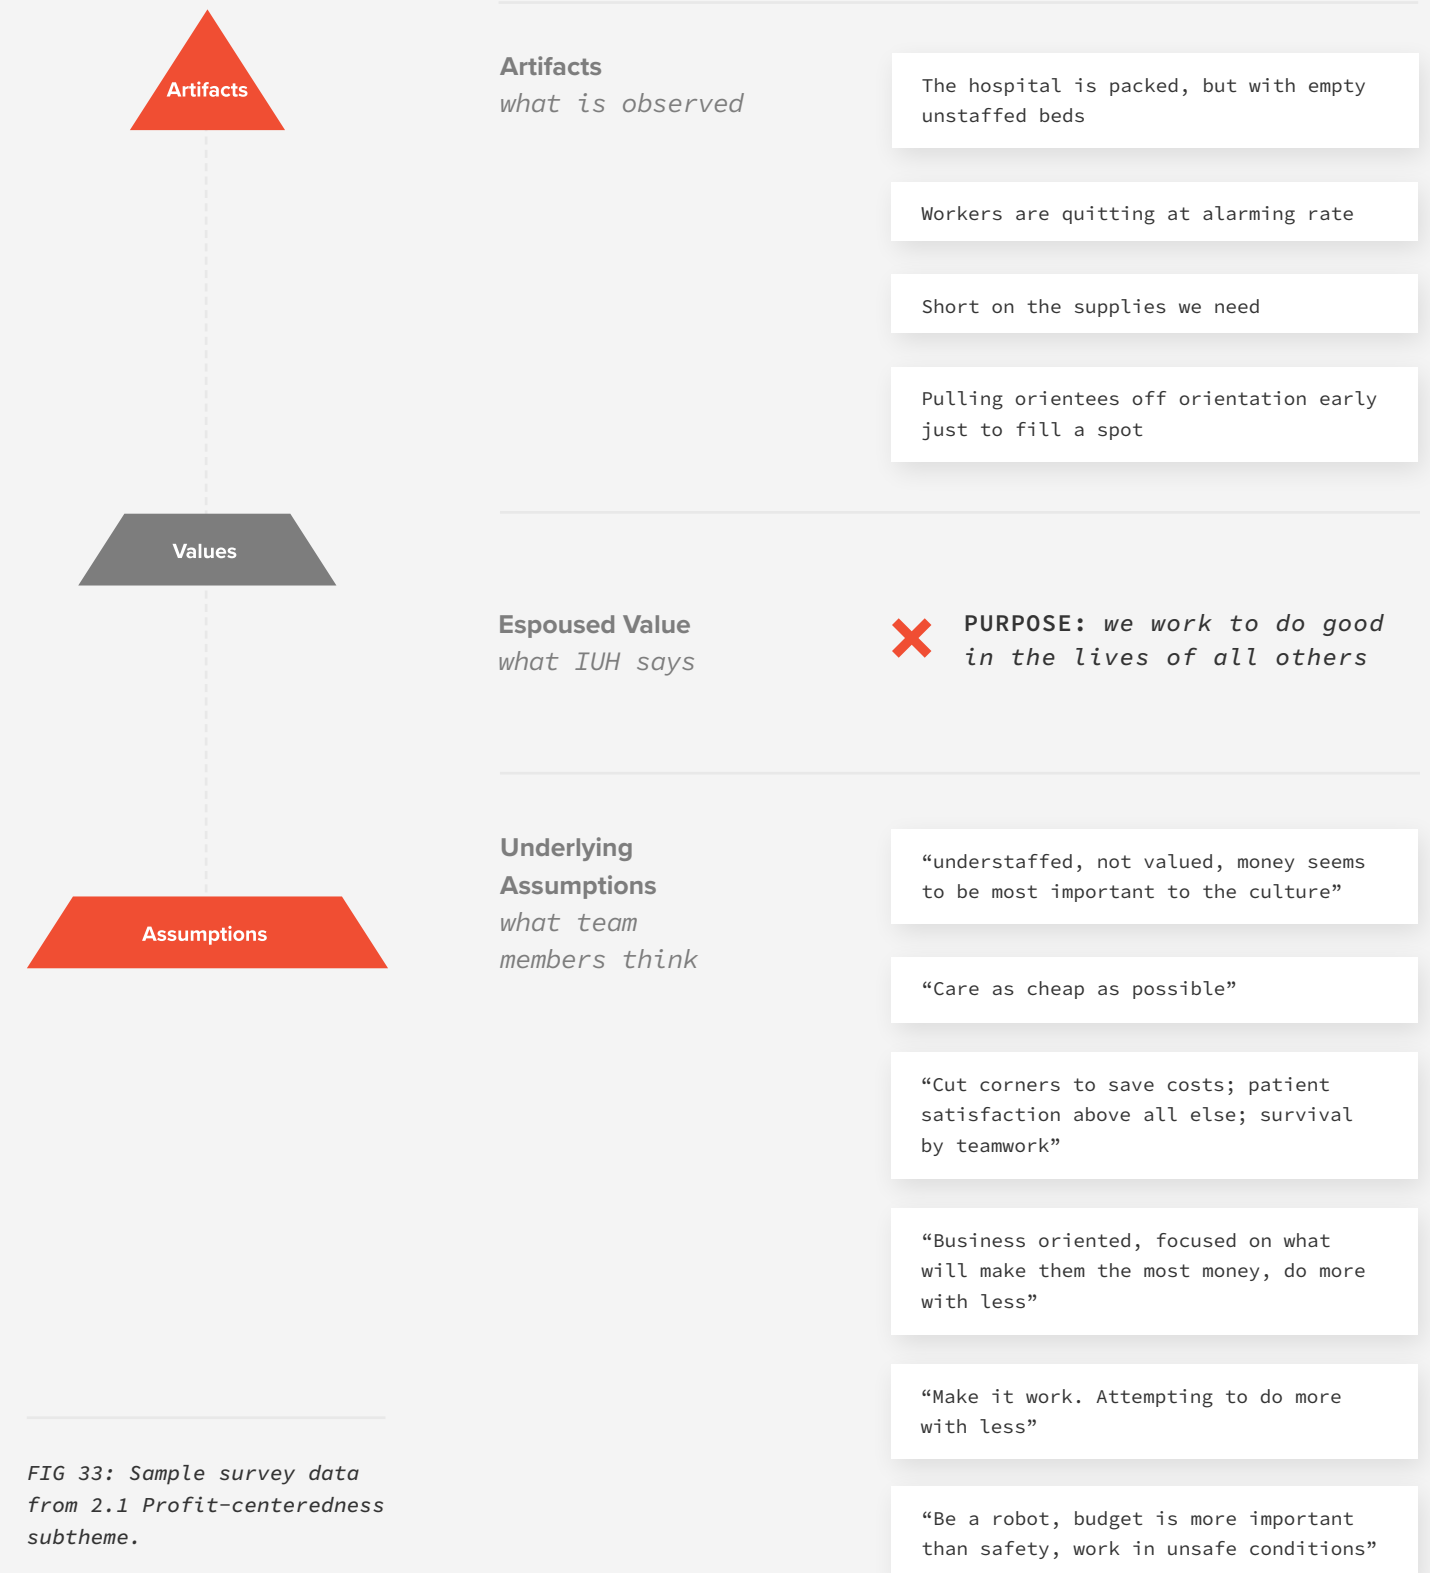 Artifacts
Artifacts
what is observed
The hospital is packed, but with empty
unstaffed beds
Workers are quitting at alarming rate
Short on the supplies we need
Pulling orientees off orientation early
just to fill a spot
Values
Espoused Value
what IUH says
PURPOSE: we work to do good
in the lives of all others
Assumptions
Underlying
Assumptions
what team
members think
“understaffed, not valued, money seems
to be most important to the culture”
“Care as cheap as possible”
“Cut corners to save costs; patient
satisfaction above all else; survival
by teamwork”
“Business oriented, focused on what
will make them the most money, do more
with less”
“Make it work. Attempting to do more
with less”
“Be a robot, budget is more important
than safety, work in unsafe conditions”
FIG 33: Sample survey data
from 2.1 Profit-centeredness
subtheme.